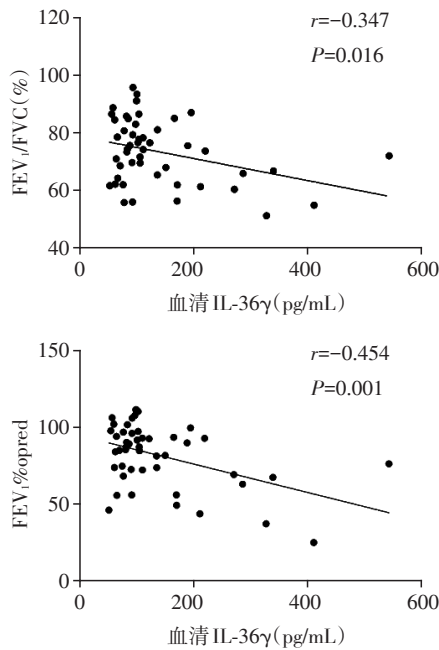 r=−0.347
P=0.016
FEV₁/FVC(%)
120
100
80
60
40
0 200 400 600
血清IL-36γ(pg/mL)
r=−0.454
P=0.001
FEV₁%opred
150
100
50
0
0 200 400 600
血清IL-36γ(pg/mL)